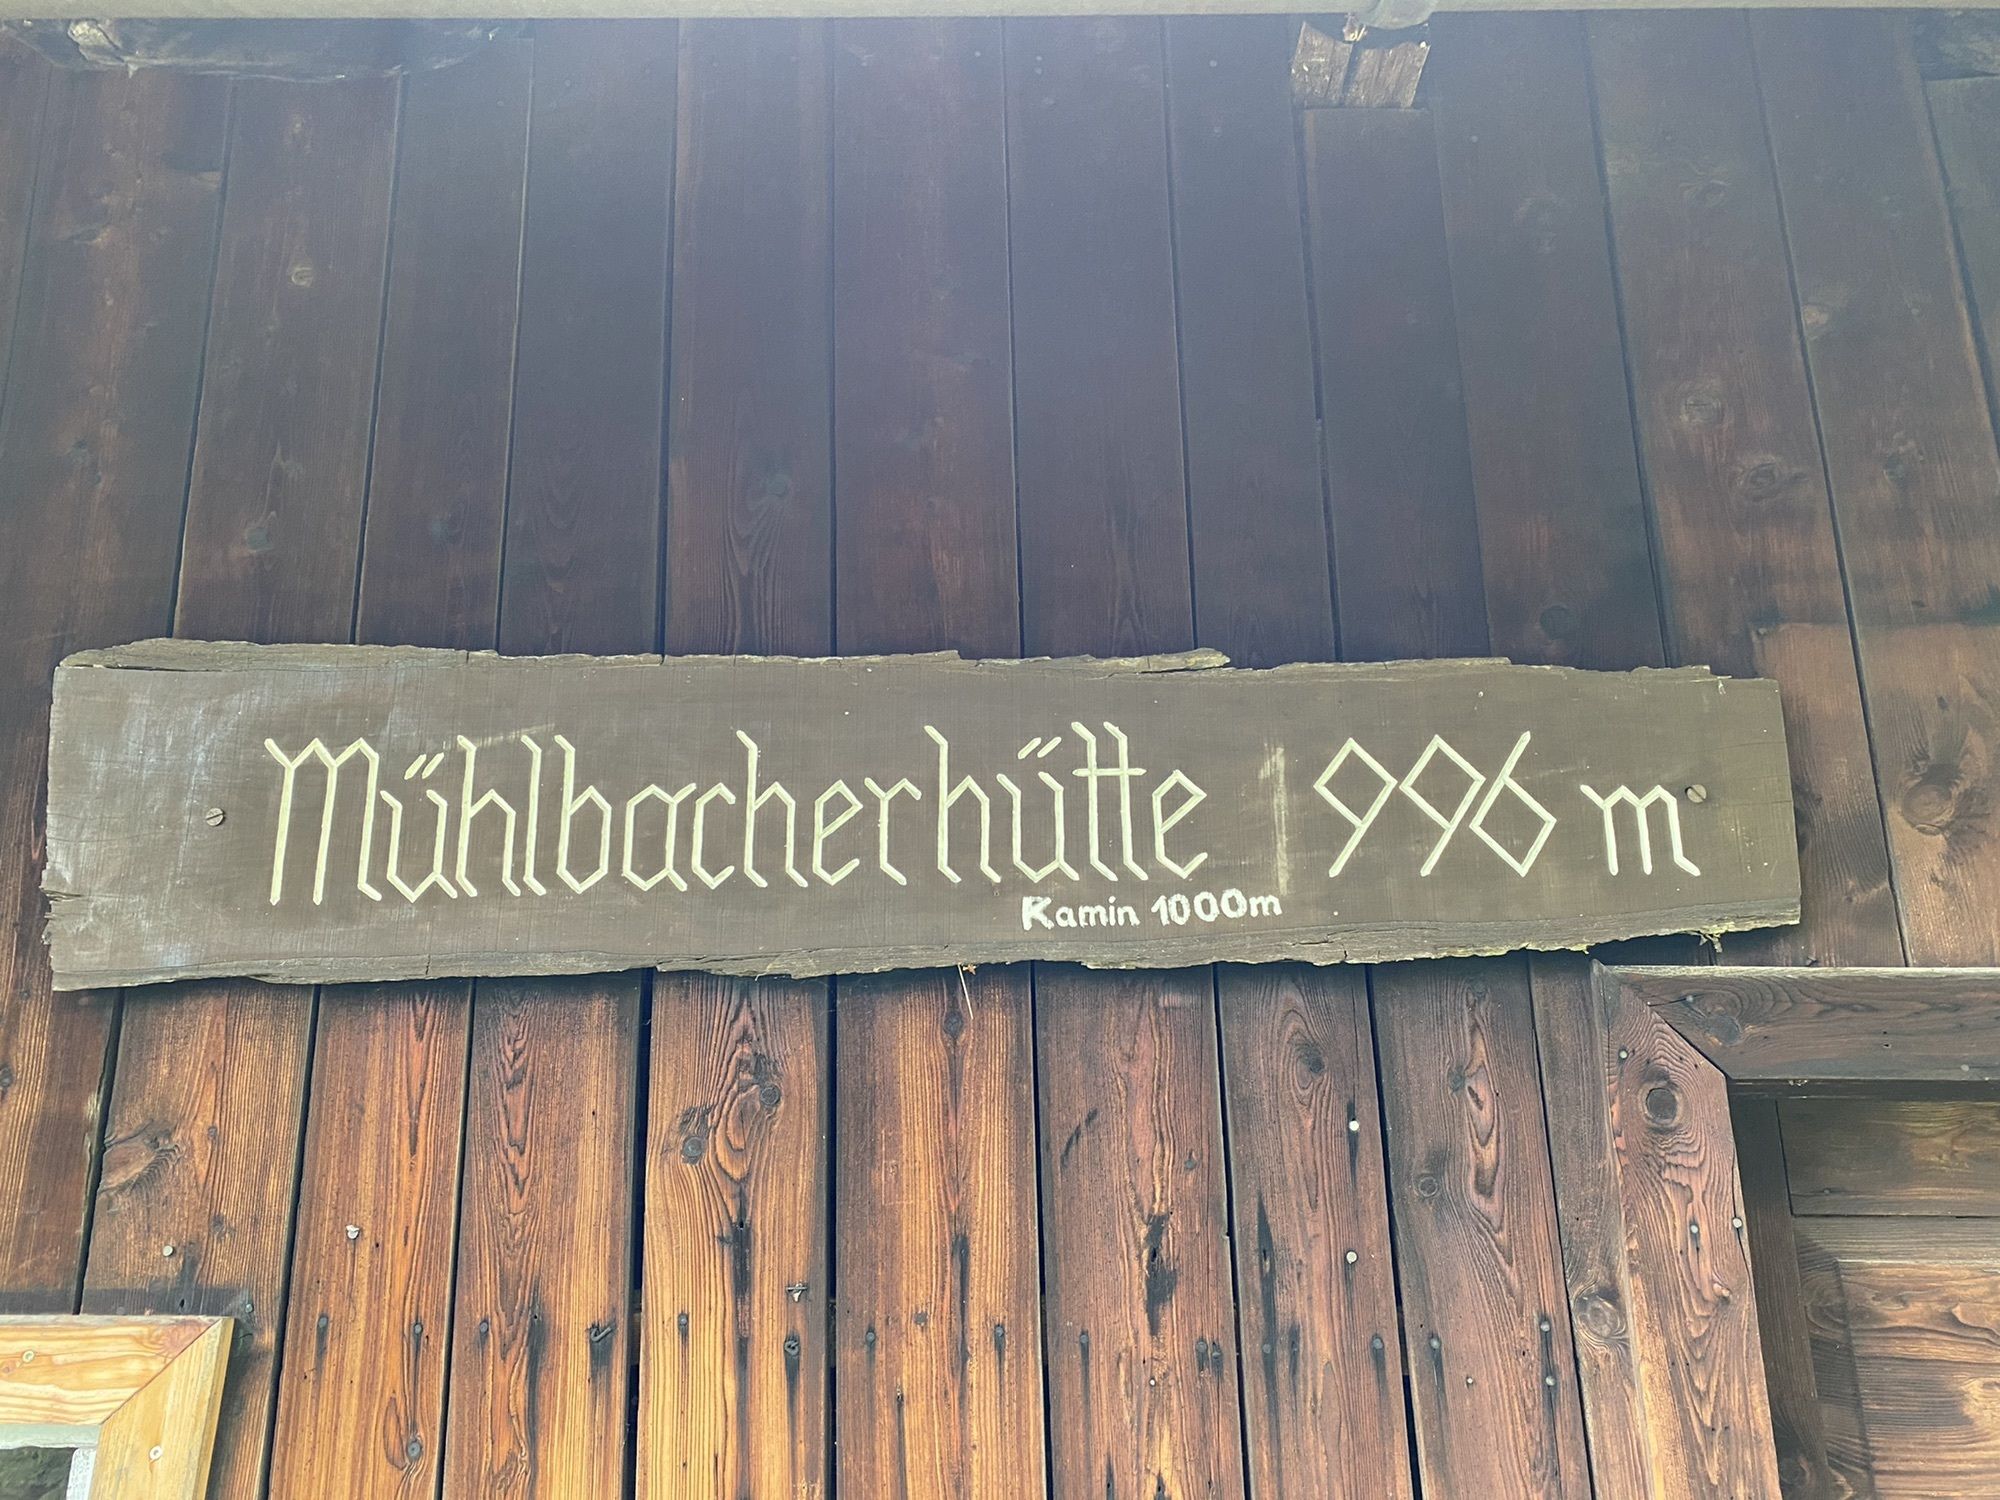 Mühlbacherhütte 996 m
Kamin 1000m